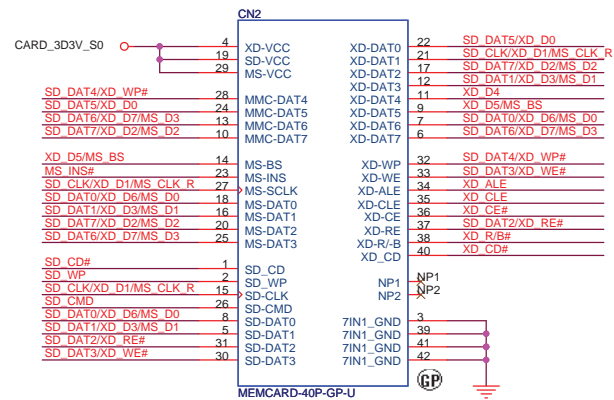 CN2
CARD_3D3V_S0
4 XD-VCC
19 SD-VCC
29 MS-VCC
SD_DAT4/XD_WP# 28 MMC-DAT4
SD_DAT5/XD_D0 24 MMC-DAT5
SD_DAT6/XD_D7/MS_D3 13 MMC-DAT6
SD_DAT7/XD_D2/MS_D2 10 MMC-DAT7
XD_D5/MS_BS 14 MS-BS
MS_INS# 23 MS-INS
SD_CLK/XD_D1/MS_CLK_R 27 MS-SCLK
SD_DAT0/XD_D6/MS_D0 18 MS-DAT0
SD_DAT1/XD_D3/MS_D1 16 MS-DAT1
SD_DAT7/XD_D2/MS_D2 20 MS-DAT2
SD_DAT6/XD_D7/MS_D3 25 MS-DAT3
SD_CD# 1 SD_CD
SD_WP 2 SD_WP
SD_CLK/XD_D1/MS_CLK_R 15 SD-CLK
SD_CMD 26 SD-CMD
SD_DAT0/XD_D6/MS_D0 8 SD-DAT0
SD_DAT1/XD_D3/MS_D1 5 SD-DAT1
SD_DAT2/XD_RE# 31 SD-DAT2
SD_DAT3/XD_WE# 30 SD-DAT3
XD-DAT0 22 SD_DAT5/XD_D0
XD-DAT1 21 SD_CLK/XD_D1/MS_CLK_R
XD-DAT2 17 SD_DAT7/XD_D2/MS_D2
XD-DAT3 12 SD_DAT1/XD_D3/MS_D1
XD-DAT4 11 XD_D4
XD-DAT5 9 XD_D5/MS_BS
XD-DAT6 7 SD_DAT0/XD_D6/MS_D0
XD-DAT7 6 SD_DAT6/XD_D7/MS_D3
XD-WP 32 SD_DAT4/XD_WP#
XD-WE 33 SD_DAT3/XD_WE#
XD-ALE 34 XD_ALE
XD-CLE 35 XD_CLE
XD-CE 36 XD_CE#
XD-RE 37 SD_DAT2/XD_RE#
XD-R/-B 38 XD_R/B#
XD_CD 40 XD_CD#
NP1 NP1
NP2 NP2
7IN1_GND 3
7IN1_GND 39
7IN1_GND 41
7IN1_GND 42
GP
MEMCARD-40P-GP-U